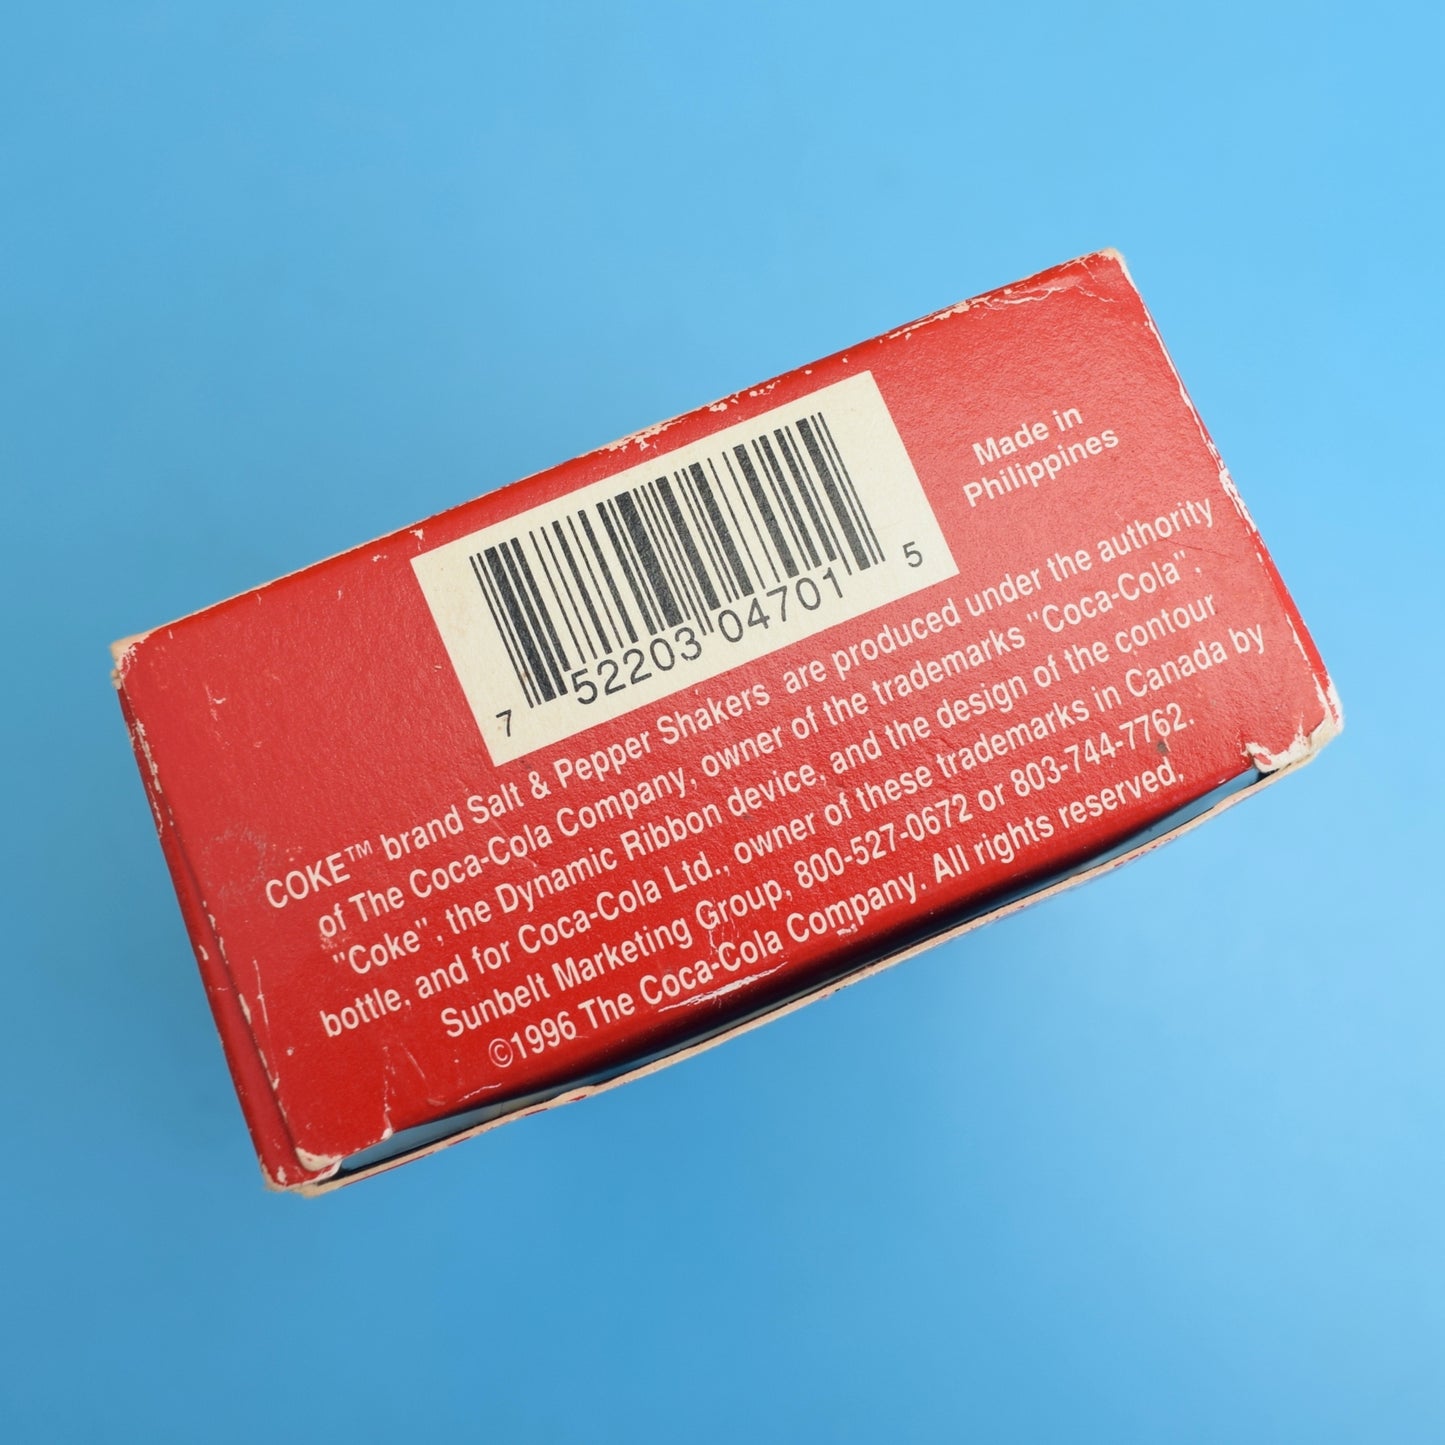 Made in
Philippines
7 52203 04701 5
COKE™ brand Salt & Pepper Shakers are produced under the authority
of The Coca-Cola Company, owner of the trademarks "Coca-Cola",
"Coke", the Dynamic Ribbon device, and the design of the contour
bottle, and for Coca-Cola Ltd., owner of these trademarks in Canada by
Sunbelt Marketing Group, 800-527-0672 or 803-744-7762.
©1996 The Coca-Cola Company. All rights reserved,